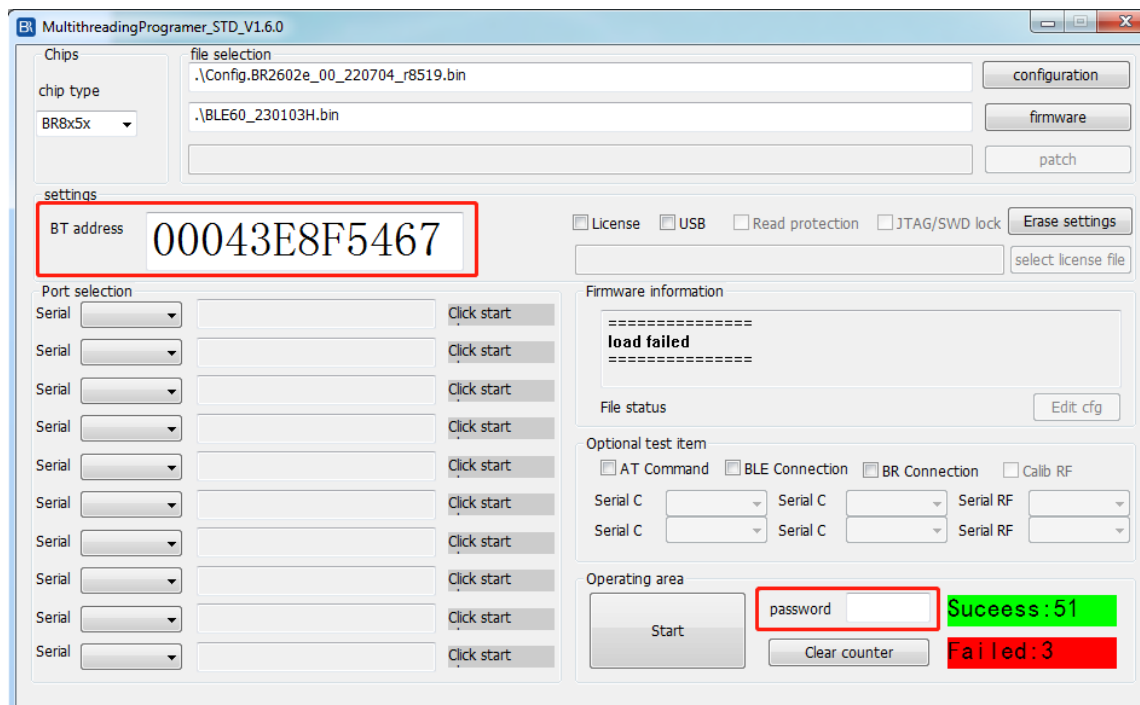 BR MultithreadingProgramer_STD_V1.6.0
Chips
file selection
chip type
.\Config.BR2602e_00_220704_r8519.bin
configuration
BR8x5x
.\BLE60_230103H.bin
firmware
patch
settings
BT address
00043E8F5467
License
USB
Read protection
JTAG/SWD lock
Erase settings
select license file
Port selection
Serial
Click start
Serial
Click start
Serial
Click start
Serial
Click start
Serial
Click start
Serial
Click start
Serial
Click start
Serial
Click start
Serial
Click start
Serial
Click start
Firmware information
===============
load failed
===============
File status
Edit cfg
Optional test item
AT Command
BLE Connection
BR Connection
Calib RF
Serial C
Serial C
Serial RF
Serial C
Serial C
Serial RF
Operating area
Start
password
Suceess:51
Clear counter
Failed:3